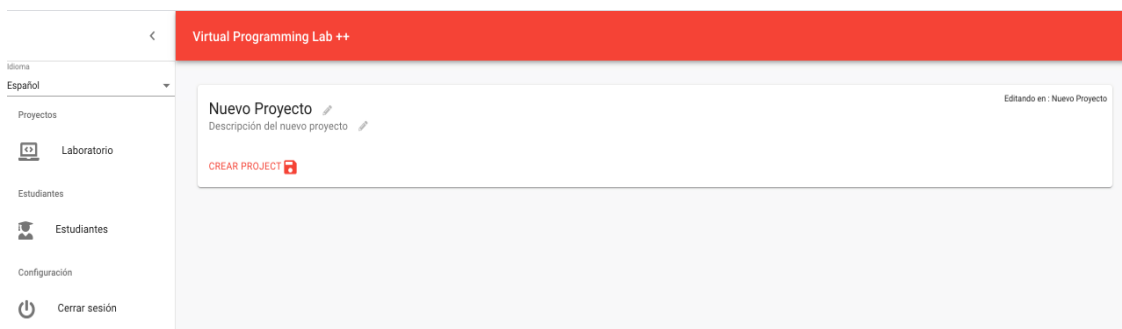 Virtual Programming Lab ++
Idioma
Español
Proyectos
Laboratorio
Estudiantes
Estudiantes
Configuración
Cerrar sesión
Nuevo Proyecto
Editando en : Nuevo Proyecto
Descripción del nuevo proyecto
CREAR PROJECT